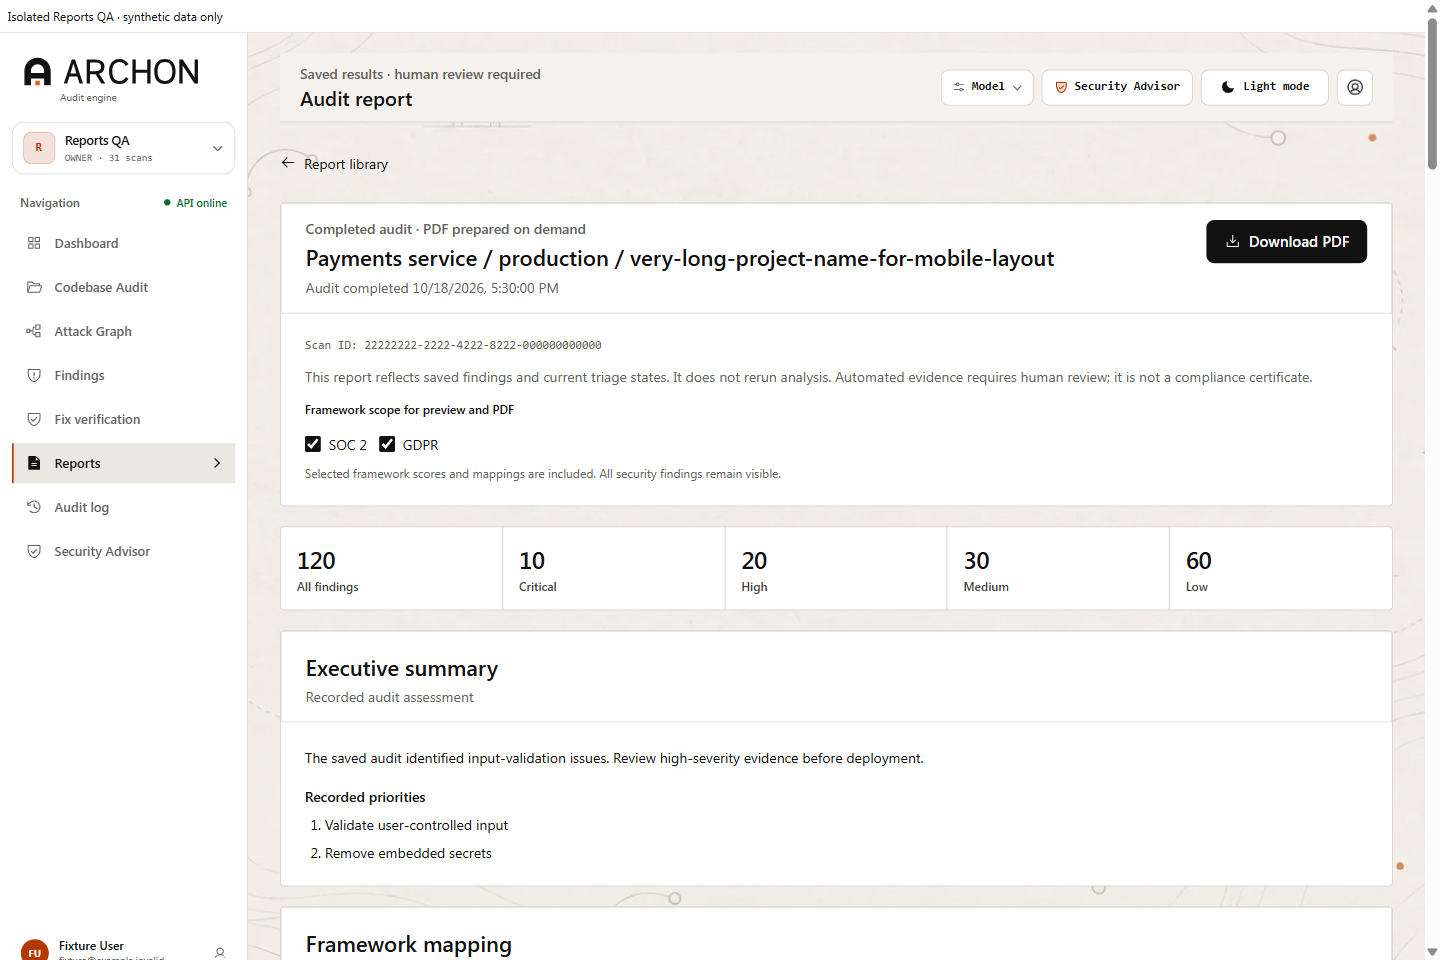 Isolated Reports QA · synthetic data only
ARCHON
Audit engine
R
Reports QA
OWNER · 31 scans
Navigation
API online
Dashboard
Codebase Audit
Attack Graph
Findings
Fix verification
Reports
Audit log
Security Advisor
FU
Fixture User
Saved results · human review required
Audit report
Model
Security Advisor
Light mode
Report library
Completed audit · PDF prepared on demand
Payments service / production / very-long-project-name-for-mobile-layout
Audit completed 10/18/2026, 5:30:00 PM
Download PDF
Scan ID: 22222222-2222-4222-8222-000000000000
This report reflects saved findings and current triage states. It does not rerun analysis. Automated evidence requires human review; it is not a compliance certificate.
Framework scope for preview and PDF
SOC 2
GDPR
Selected framework scores and mappings are included. All security findings remain visible.
120
All findings
10
Critical
20
High
30
Medium
60
Low
Executive summary
Recorded audit assessment
The saved audit identified input-validation issues. Review high-severity evidence before deployment.
Recorded priorities
1. Validate user-controlled input
2. Remove embedded secrets
Framework mapping